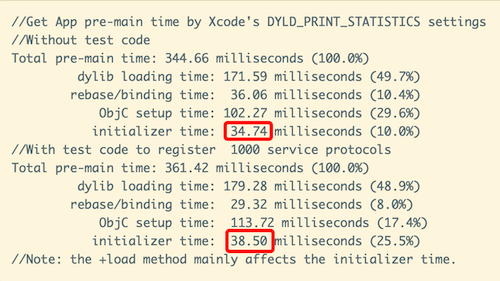 //Get App pre-main time by Xcode's DYLD_PRINT_STATISTICS settings
//Without test code
Total pre-main time: 344.66 milliseconds (100.0%)
dylib loading time: 171.59 milliseconds (49.7%)
rebase/binding time: 36.06 milliseconds (10.4%)
ObjC setup time: 102.27 milliseconds (29.6%)
initializer time: 34.74 milliseconds (10.0%)
//With test code to register 1000 service protocols
Total pre-main time: 361.42 milliseconds (100.0%)
dylib loading time: 179.28 milliseconds (48.9%)
rebase/binding time: 29.32 milliseconds (8.0%)
ObjC setup time: 113.72 milliseconds (17.4%)
initializer time: 38.50 milliseconds (25.5%)
//Note: the +load method mainly affects the initializer time.